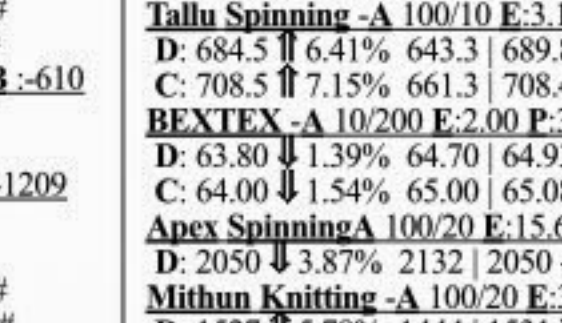 #
:-610
1209
#
#
Tallu Spinning -A 100/10 E:3.1
D: 684.5 ⇑ 6.41% 643.3 | 689.
C: 708.5 ⇑ 7.15% 661.3 | 708.
BEXTEX -A 10/200 E:2.00 P:
D: 63.80 ⇓ 1.39% 64.70 | 64.9
C: 64.00 ⇓ 1.54% 65.00 | 65.0
Apex SpinningA 100/20 E:15.6
D: 2050 ⇓ 3.87% 2132 | 2050
Mithun Knitting -A 100/20 E: